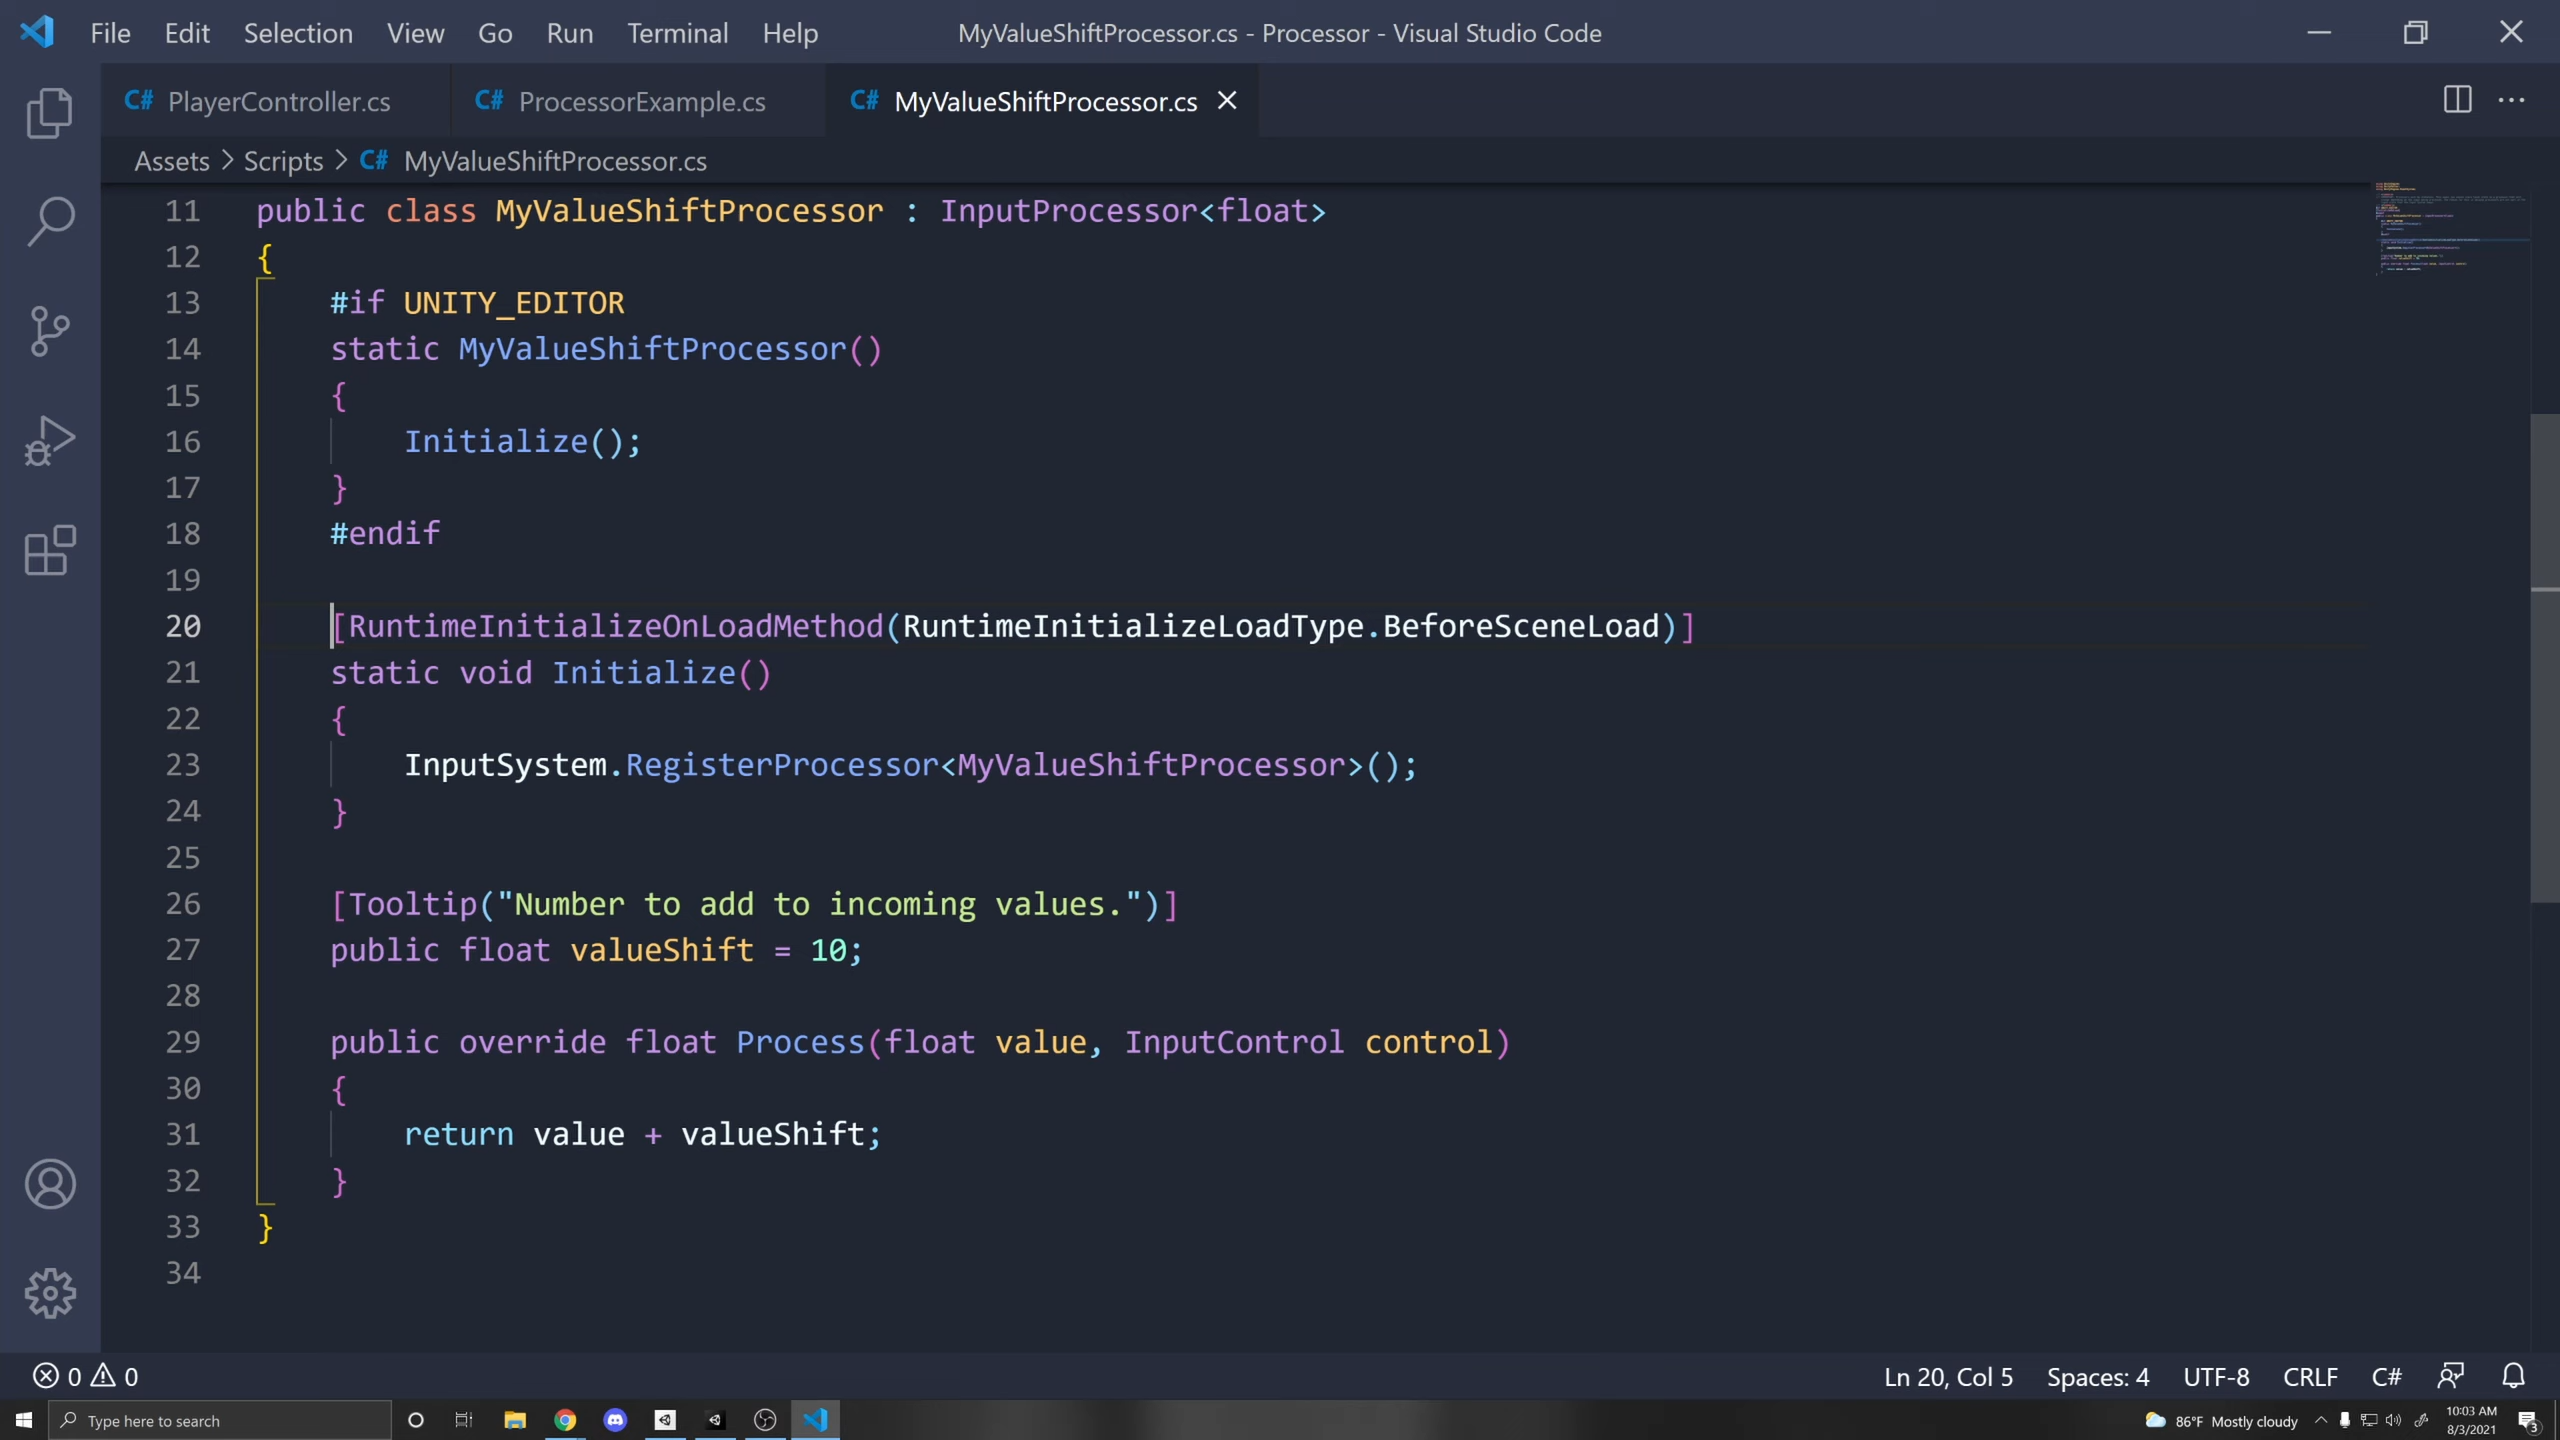 File Edit Selection View Go Run Terminal Help MyValueShiftProcessor.cs - Processor - Visual Studio Code
C# PlayerController.cs C# ProcessorExample.cs C# MyValueShiftProcessor.cs
Assets > Scripts > C# MyValueShiftProcessor.cs
11 public class MyValueShiftProcessor : InputProcessor<float>
12 {
13 #if UNITY_EDITOR
14 static MyValueShiftProcessor()
15 {
16 Initialize();
17 }
18 #endif
19
20 [RuntimeInitializeOnLoadMethod(RuntimeInitializeLoadType.BeforeSceneLoad)]
21 static void Initialize()
22 {
23 InputSystem.RegisterProcessor<MyValueShiftProcessor>();
24 }
25
26 [Tooltip("Number to add to incoming values.")]
27 public float valueShift = 10;
28
29 public override float Process(float value, InputControl control)
30 {
31 return value + valueShift;
32 }
33 }
34
0 0 Ln 20, Col 5 Spaces: 4 UTF-8 CRLF C#
Type here to search 86°F Mostly cloudy 10:03 AM
8/3/2021 3